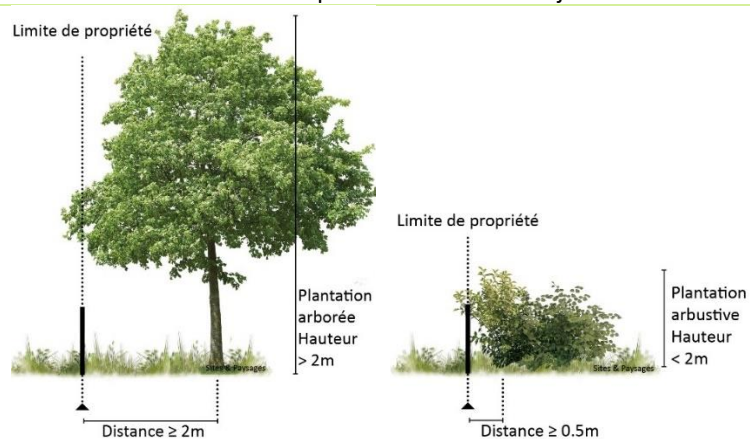 Limite de propriété
Plantation
arborée
Hauteur
> 2m
Sites & Paysages
Distance ≥ 2m
Limite de propriété
Plantation
arbustive
Hauteur
< 2m
Sites & Paysages
Distance ≥ 0.5m